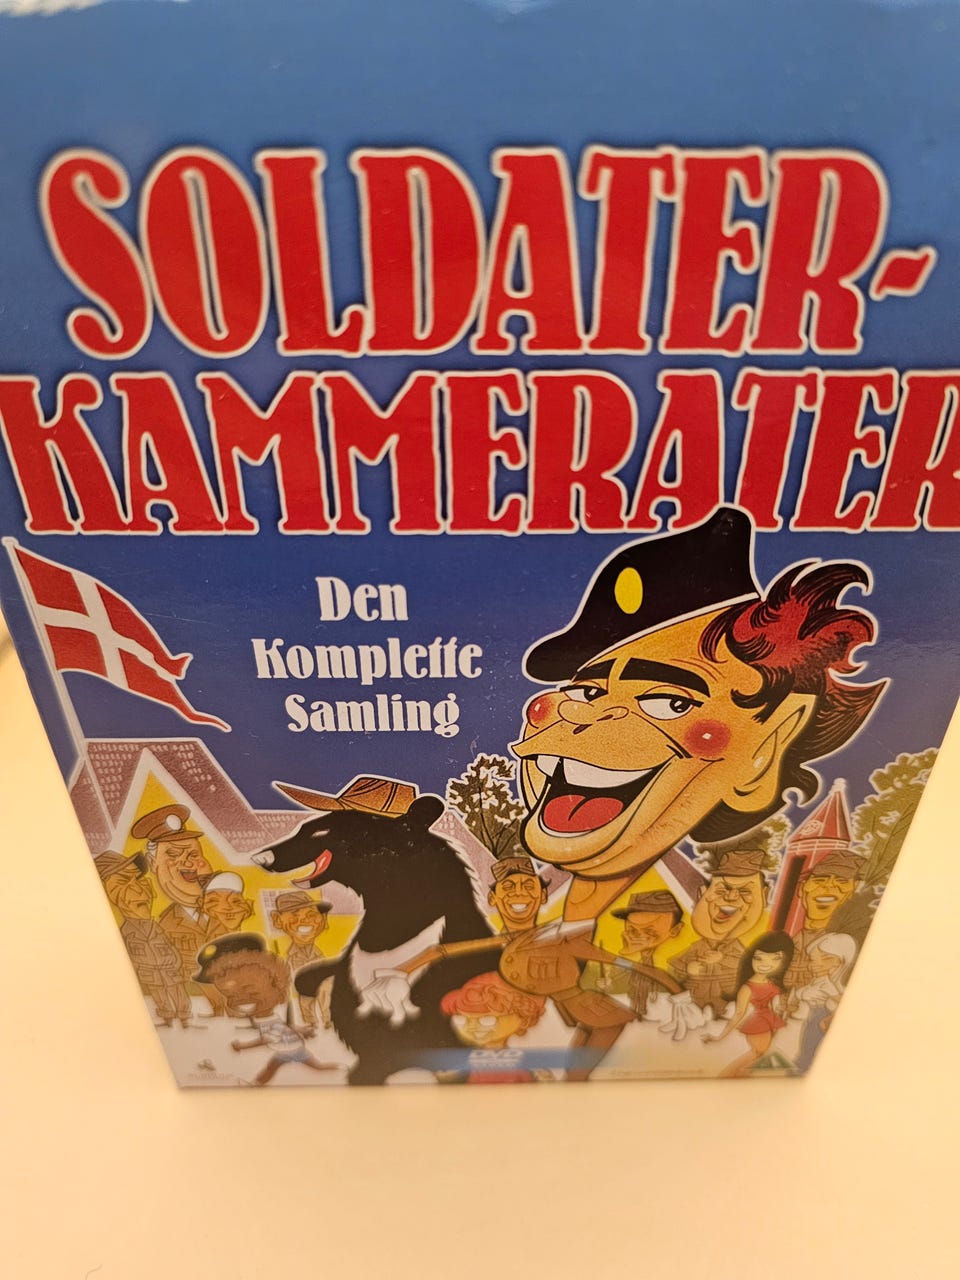 SOLDATER-
KAMMERATER
Den
Komplette
Samling
DVD